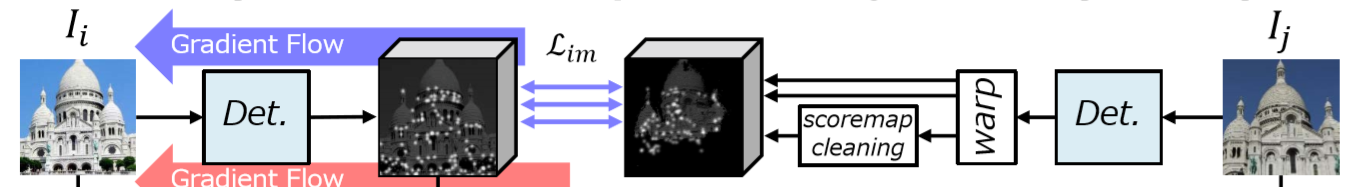 I_i
Gradient Flow
ℒ_im
I_j
Det.
scoremap
cleaning
warp
Det.
Gradient Flow